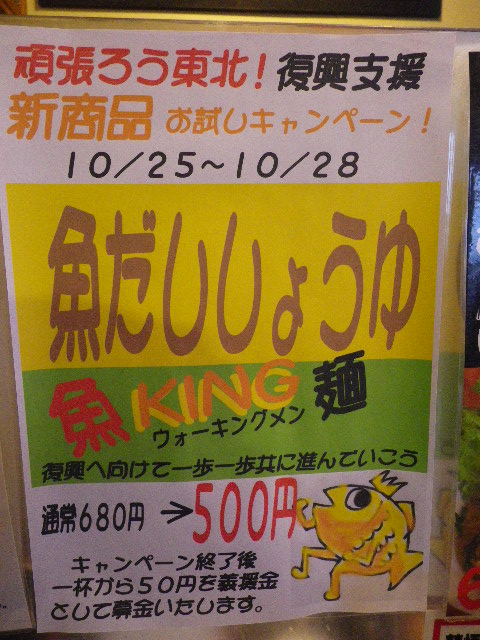 頑張ろう東北！復興支援
新商品 お試しキャンペーン！
10／25～10／28
魚だししょうゆ
魚KING麺
ウォーキングメン
復興へ向けて一歩一歩共に進んでいこう
通常680円→500円
キャンペーン終了後
一杯から50円を義援金
として募金いたします。